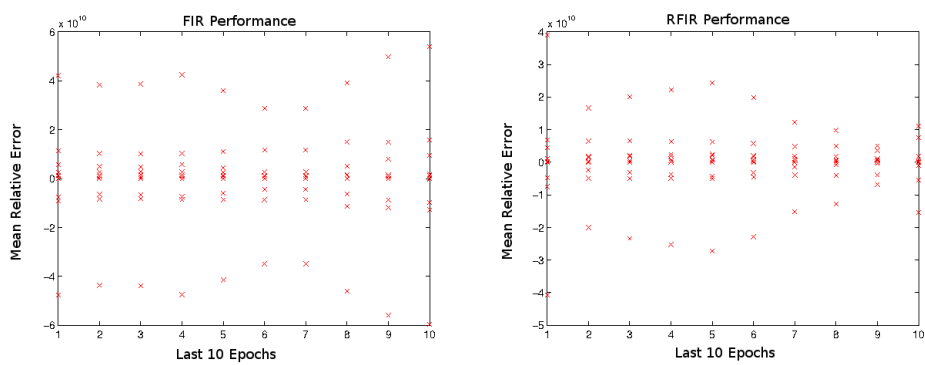 FIR Performance
x 10^10
6
4
2
0
−2
−4
−6
Mean Relative Error
1 2 3 4 5 6 7 8 9 10
Last 10 Epochs
RFIR Performance
x 10^10
4
3
2
1
0
−1
−2
−3
−4
−5
Mean Relative Error
1 2 3 4 5 6 7 8 9 10
Last 10 Epochs